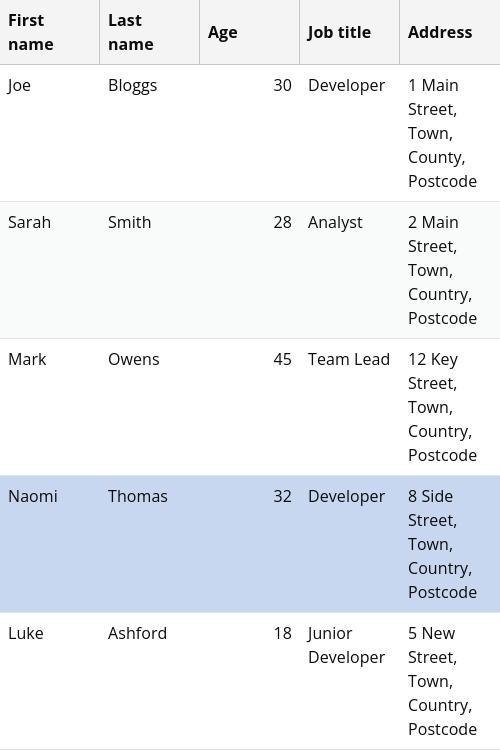 First name Last name Age Job title Address
Joe Bloggs 30 Developer 1 Main
Street,
Town,
County,
Postcode
Sarah Smith 28 Analyst 2 Main
Street,
Town,
Country,
Postcode
Mark Owens 45 Team Lead 12 Key
Street,
Town,
Country,
Postcode
Naomi Thomas 32 Developer 8 Side
Street,
Town,
Country,
Postcode
Luke Ashford 18 Junior Developer 5 New
Street,
Town,
Country,
Postcode